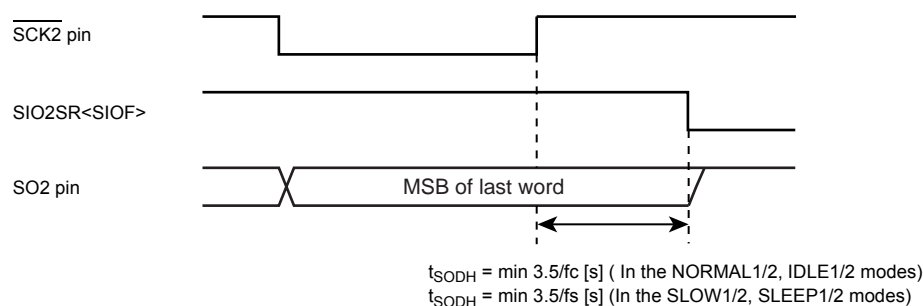 SCK2 pin
SIO2SR<SIOF>
SO2 pin
MSB of last word
tSODH = min 3.5/fc [s] ( In the NORMAL1/2, IDLE1/2 modes)
tSODH = min 3.5/fs [s] (In the SLOW1/2, SLEEP1/2 modes)